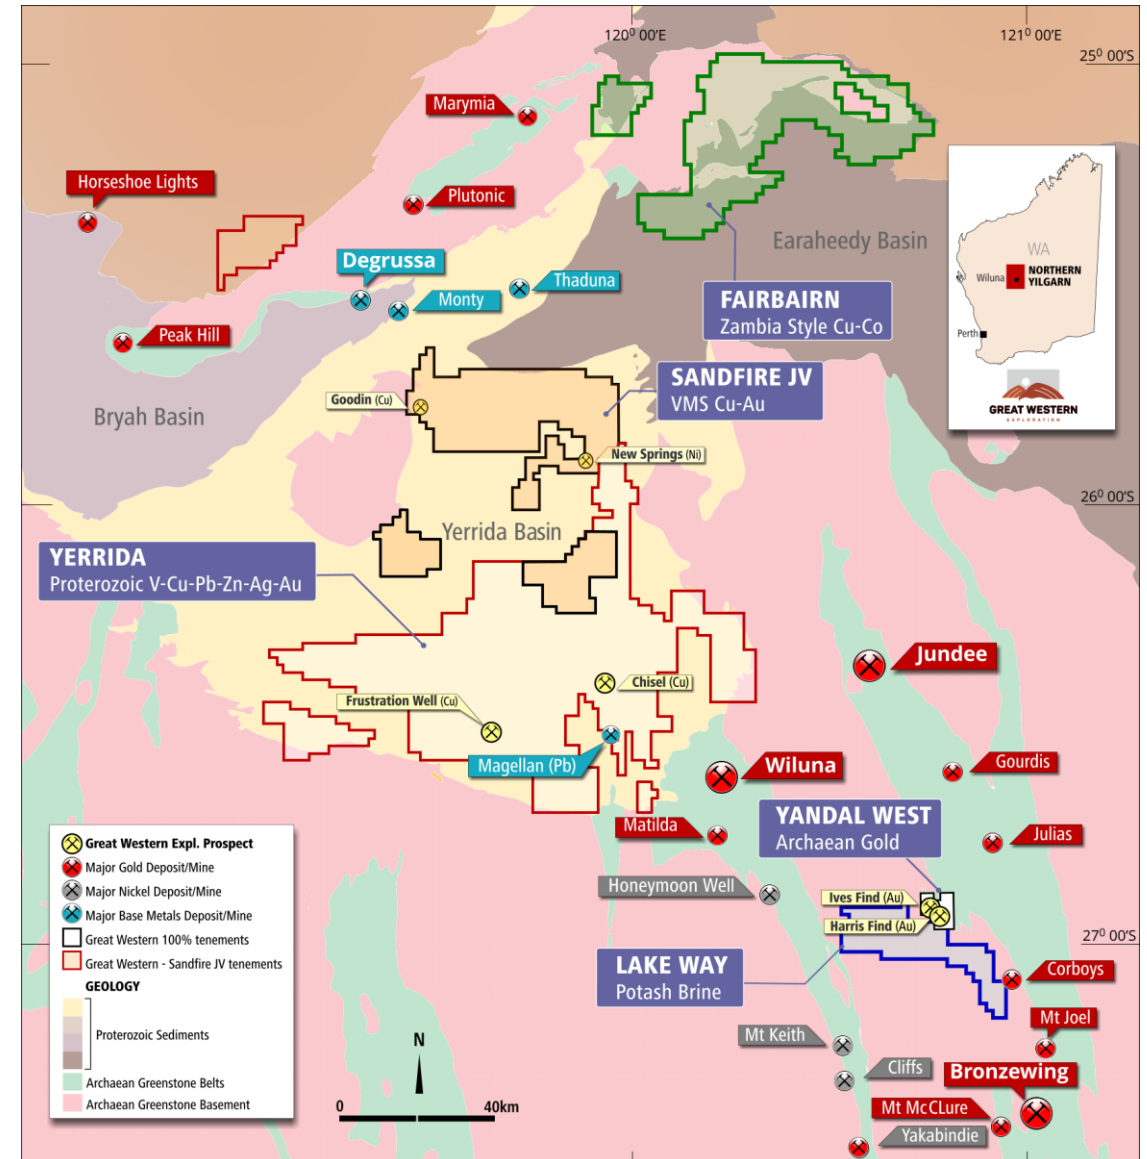 120⁰ 00'E
121⁰ 00'E
25⁰ 00'S
Marymia
Horseshoe Lights
Plutonic
Earaheedy Basin
Degrussa
Thaduna
Monty
Peak Hill
FAIRBAIRN
Zambia Style Cu-Co
WA
Wiluna
NORTHERN
YILGARN
Perth
GREAT WESTERN
EXPLORATION
SANDFIRE JV
VMS Cu-Au
Goodin (Cu)
Bryah Basin
New Springs (Ni)
26⁰ 00'S
Yerrida Basin
YERRIDA
Proterozoic V-Cu-Pb-Zn-Ag-Au
Jundee
Chisel (Cu)
Frustration Well (Cu)
Magellan (Pb)
Wiluna
Gourdis
YANDAL WEST
Archaean Gold
Matilda
Julias
Honeymoon Well
Ives Find (Au)
Harris Find (Au)
27⁰ 00'S
LAKE WAY
Potash Brine
Corboys
Mt Joel
Mt Keith
Cliffs
Bronzewing
Mt McCLure
Yakabindie
Great Western Expl. Prospect
Major Gold Deposit/Mine
Major Nickel Deposit/Mine
Major Base Metals Deposit/Mine
Great Western 100% tenements
Great Western - Sandfire JV tenements
GEOLOGY
Proterozoic Sediments
Archaean Greenstone Belts
Archaean Greenstone Basement
N
0 40km